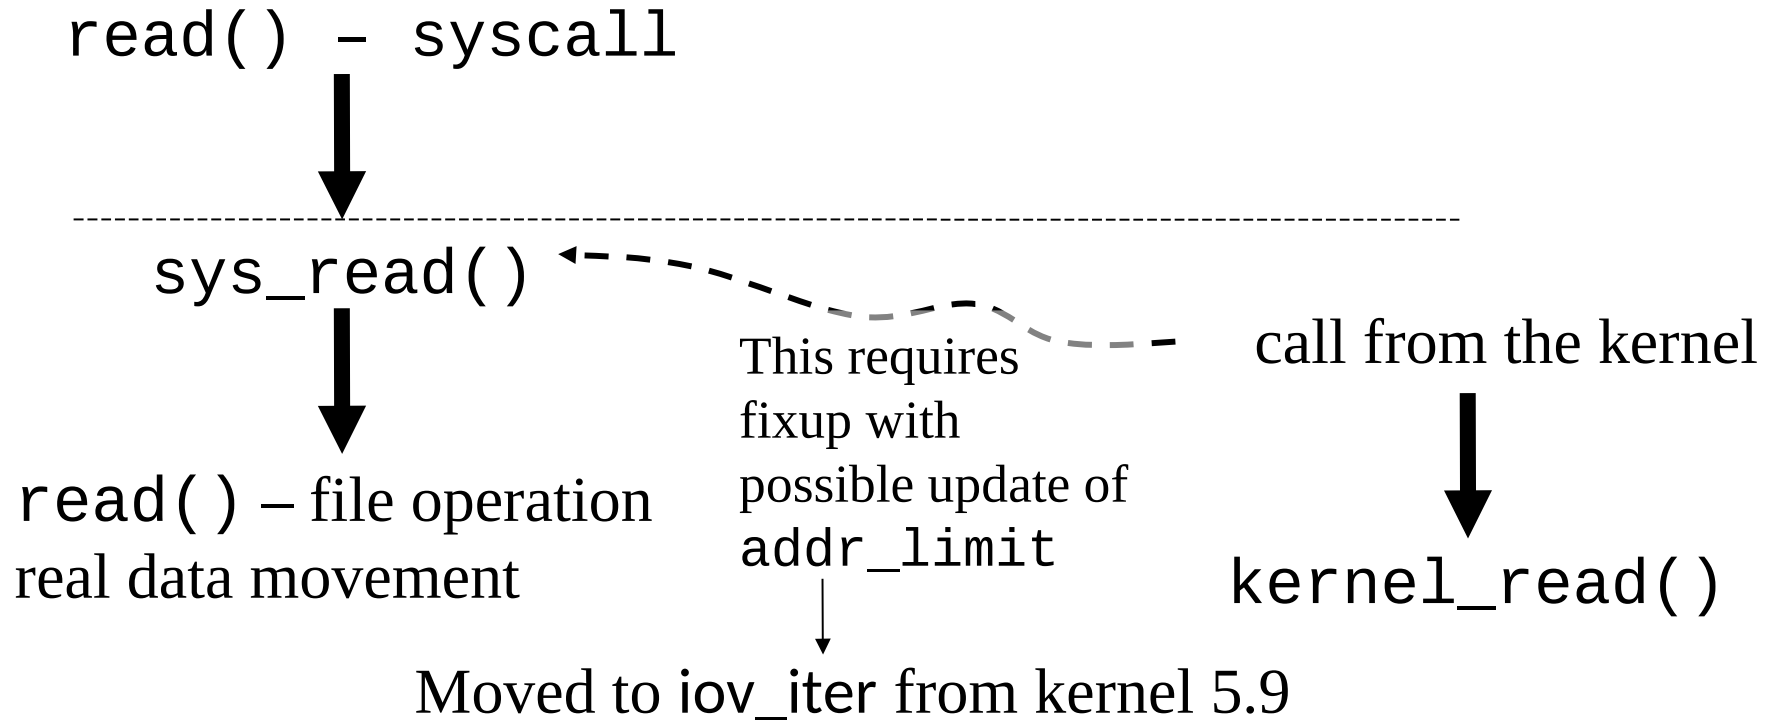 read() – syscall
sys_read()
call from the kernel
This requires
fixup with
possible update of
addr_limit
read() – file operation
real data movement
kernel_read()
Moved to iov_iter from kernel 5.9